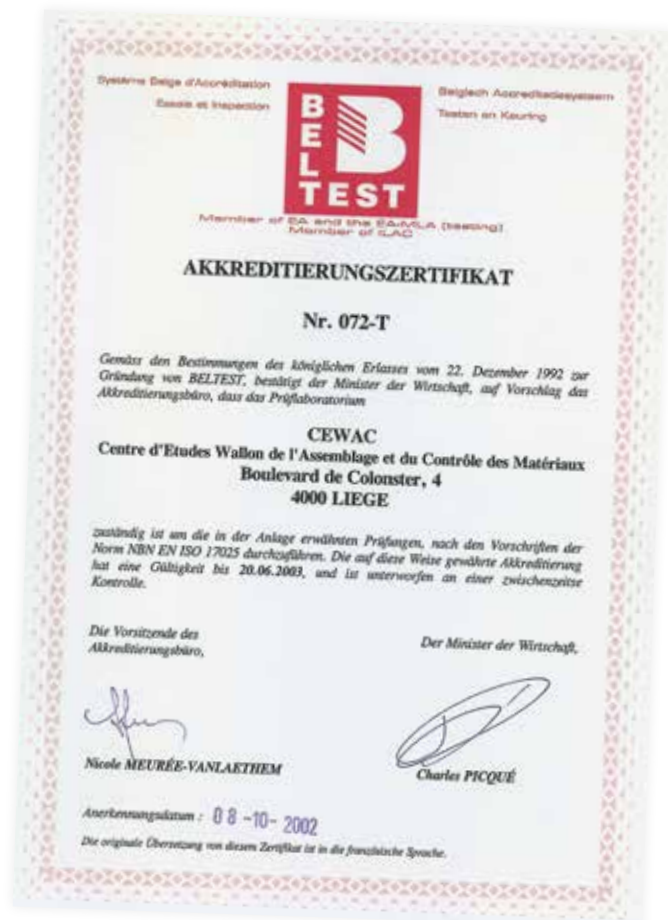 Système Belge d'Accréditation
Essais et Inspection
Belgisch Accreditatiesysteem
Testen en Keuring
BELTEST
Member of EA and the EA-MLA (testing)
Member of ILAC
AKKREDITIERUNGSZERTIFIKAT
Nr. 072-T
Gemäss den Bestimmungen des königlichen Erlasses vom 22. Dezember 1992 zur
Gründung von BELTEST, bestätigt der Minister der Wirtschaft, auf Vorschlag das
Akkreditierungsbüro, dass das Prüflaboratorium
CEWAC
Centre d'Etudes Wallon de l'Assemblage et du Contrôle des Matériaux
Boulevard de Colonster, 4
4000 LIEGE
zuständig ist um die in der Anlage erwähnten Prüfungen, nach den Vorschriften der
Norm NBN EN ISO 17025 durchzuführen. Die auf diese Weise gewährte Akkreditierung
hat eine Gültigkeit bis 20.06.2003, und ist unterworfen an einer zwischenzeitse
Kontrolle.
Die Vorsitzende des
Akkreditierungsbüro,
Der Minister der Wirtschaft,
Nicole MEURÉE-VANLAETHEM
Charles PICQUÉ
Anerkennungsdatum : 08-10-2002
Die originale Übersetzung von diesem Zertifikat ist in die französische Sprache.